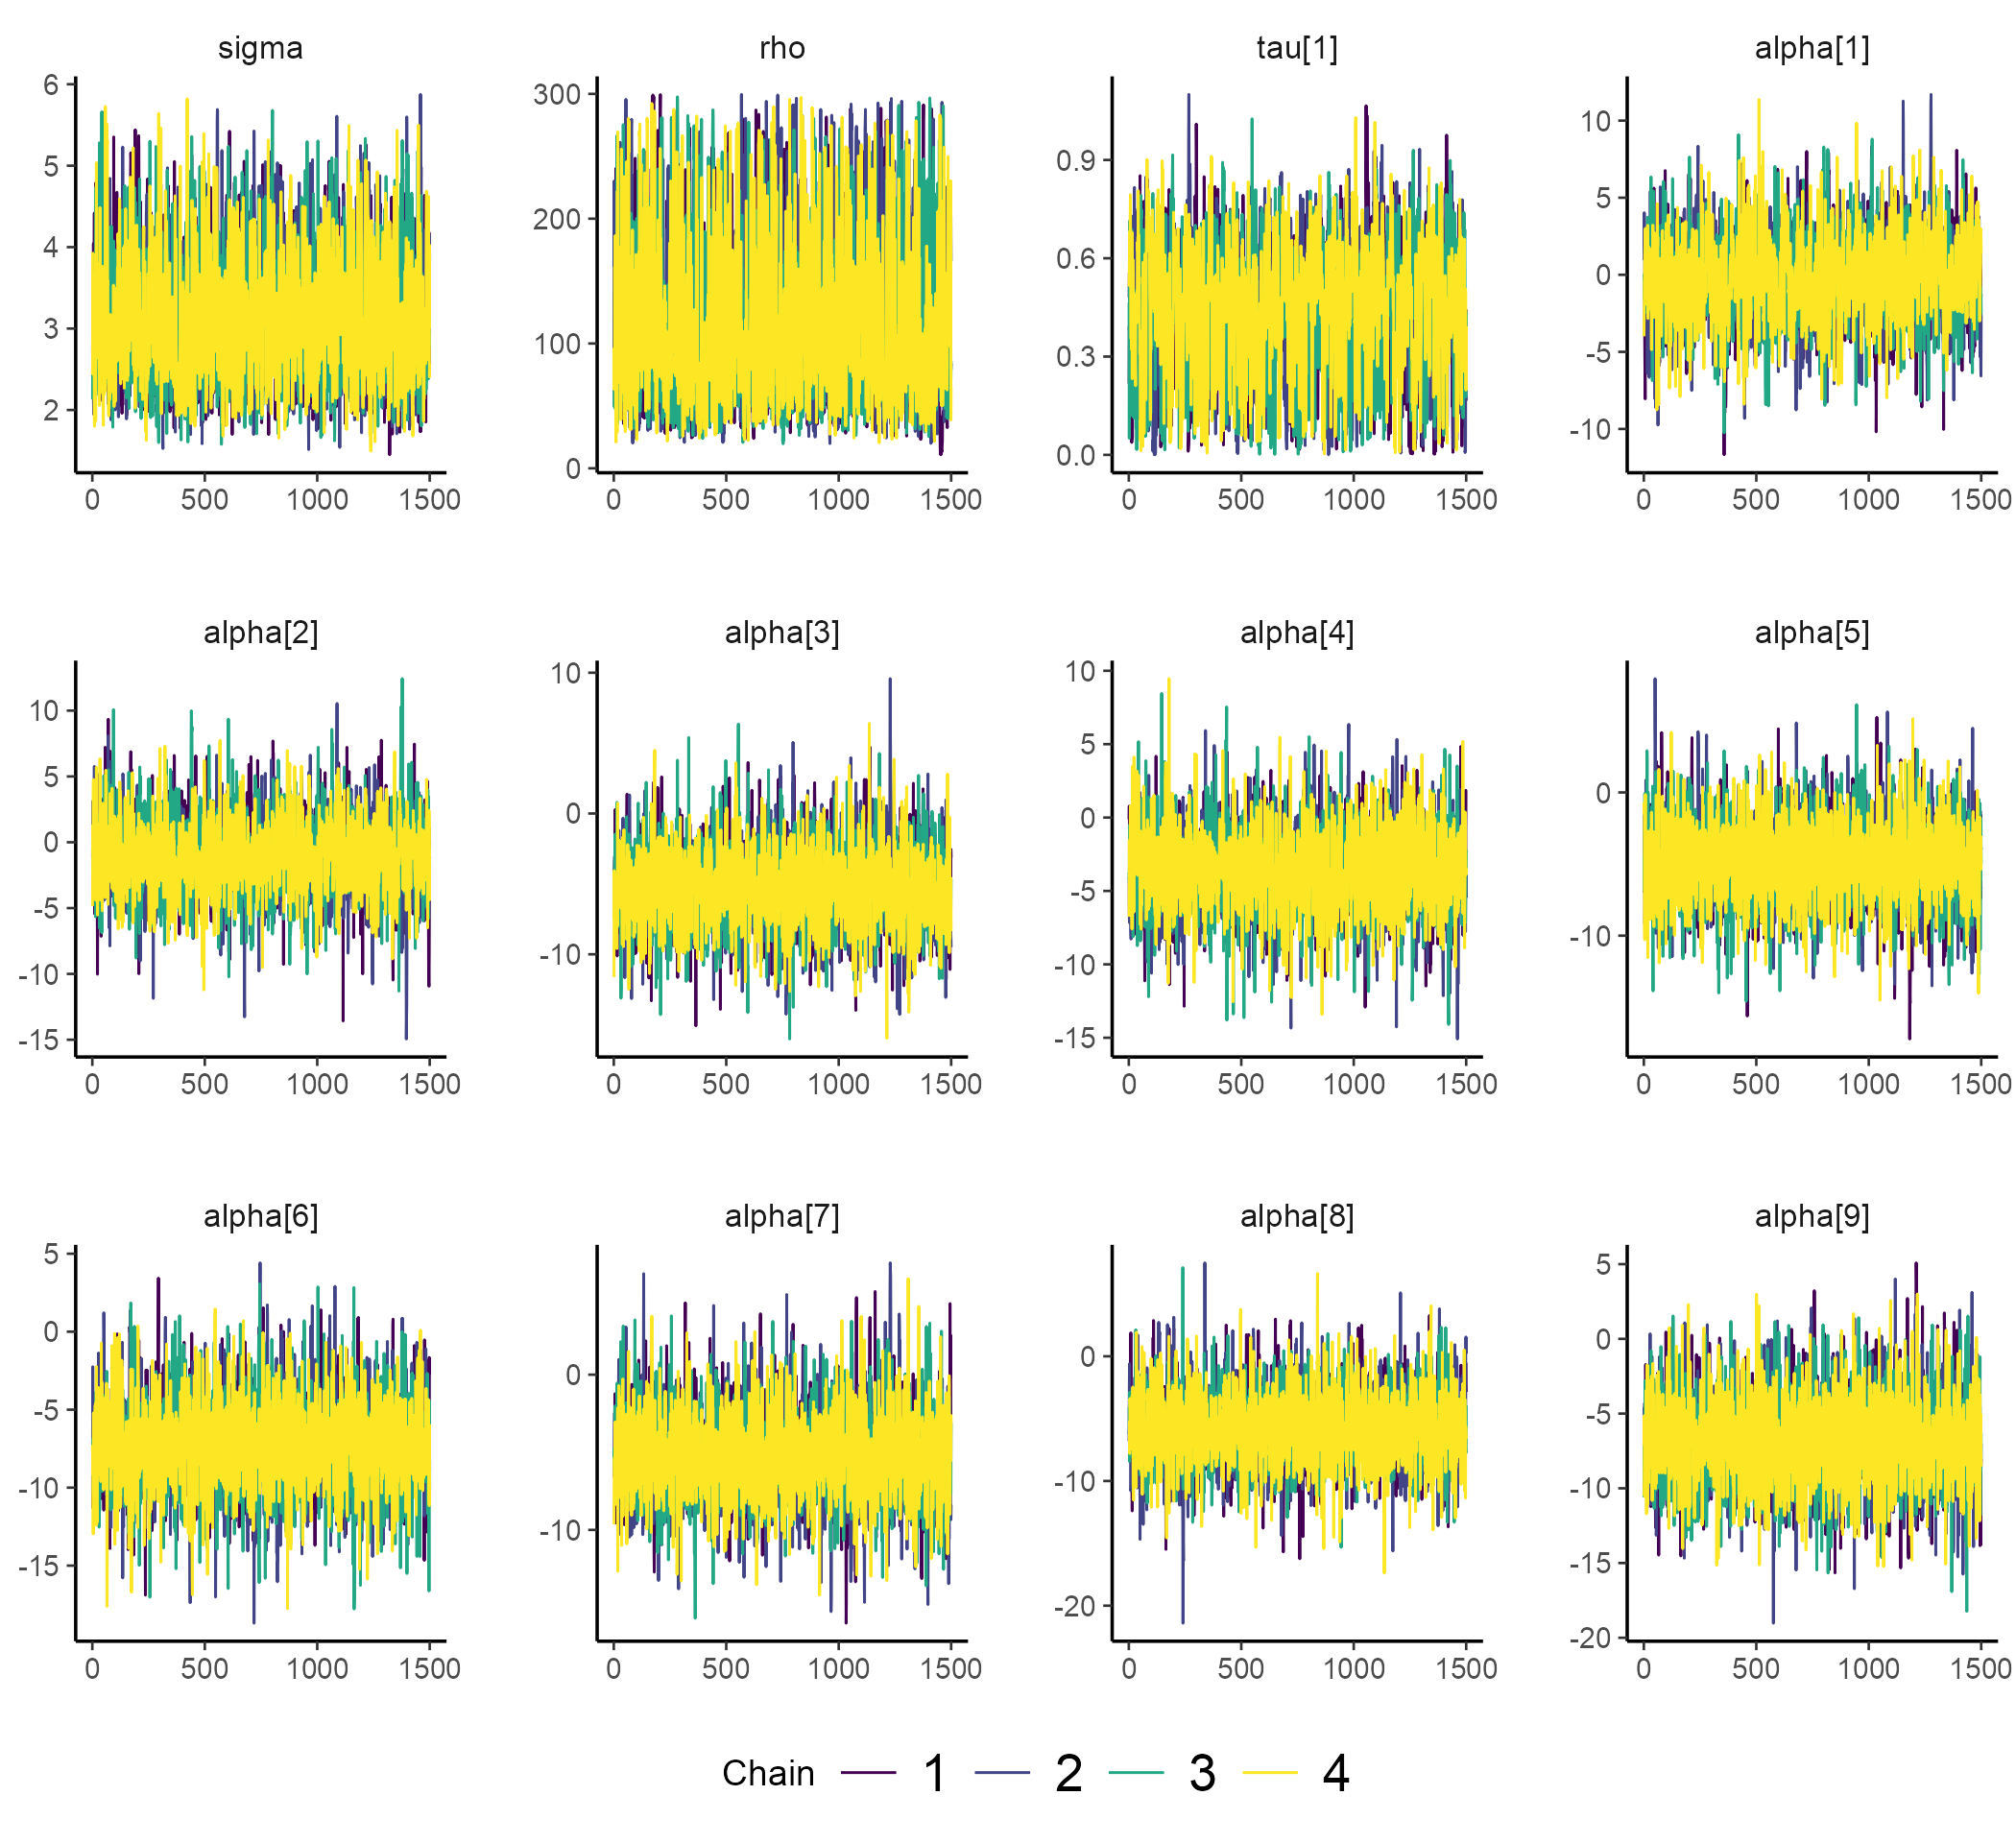 sigma rho tau[1] alpha[1]
6 5 4 3 2
300 200 100 0
0.9 0.6 0.3 0.0
10 5 0 -5 -10
0 500 1000 1500 0 500 1000 1500 0 500 1000 1500 0 500 1000 1500
alpha[2] alpha[3] alpha[4] alpha[5]
10 5 0 -5 -10 -15
10 0 -10
10 5 0 -5 -10 -15
0 -10
0 500 1000 1500 0 500 1000 1500 0 500 1000 1500 0 500 1000 1500
alpha[6] alpha[7] alpha[8] alpha[9]
5 0 -5 -10 -15
0 -10
0 -10 -20
5 0 -5 -10 -15 -20
0 500 1000 1500 0 500 1000 1500 0 500 1000 1500 0 500 1000 1500
Chain 1 2 3 4